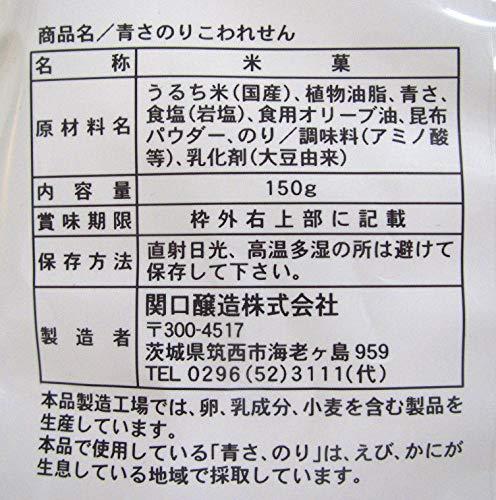 商品名／青さのりこわれせん
名称 米菓
原材料名 うるち米(国産)、植物油脂、青さ、
食塩(岩塩)、食用オリーブ油、昆布
パウダー、のり／調味料(アミノ酸
等)、乳化剤(大豆由来)
内容量 150g
賞味期限 枠外右上部に記載
保存方法 直射日光、高温多湿の所は避けて
保存して下さい。
製造者 関口醸造株式会社
〒300-4517
茨城県筑西市海老ヶ島 959
TEL 0296(52)3111(代)
本品製造工場では、卵、乳成分、小麦を含む製品を
生産しています。
本品で使用している「青さ、のり」は、えび、かにが
生息している地域で採取しています。